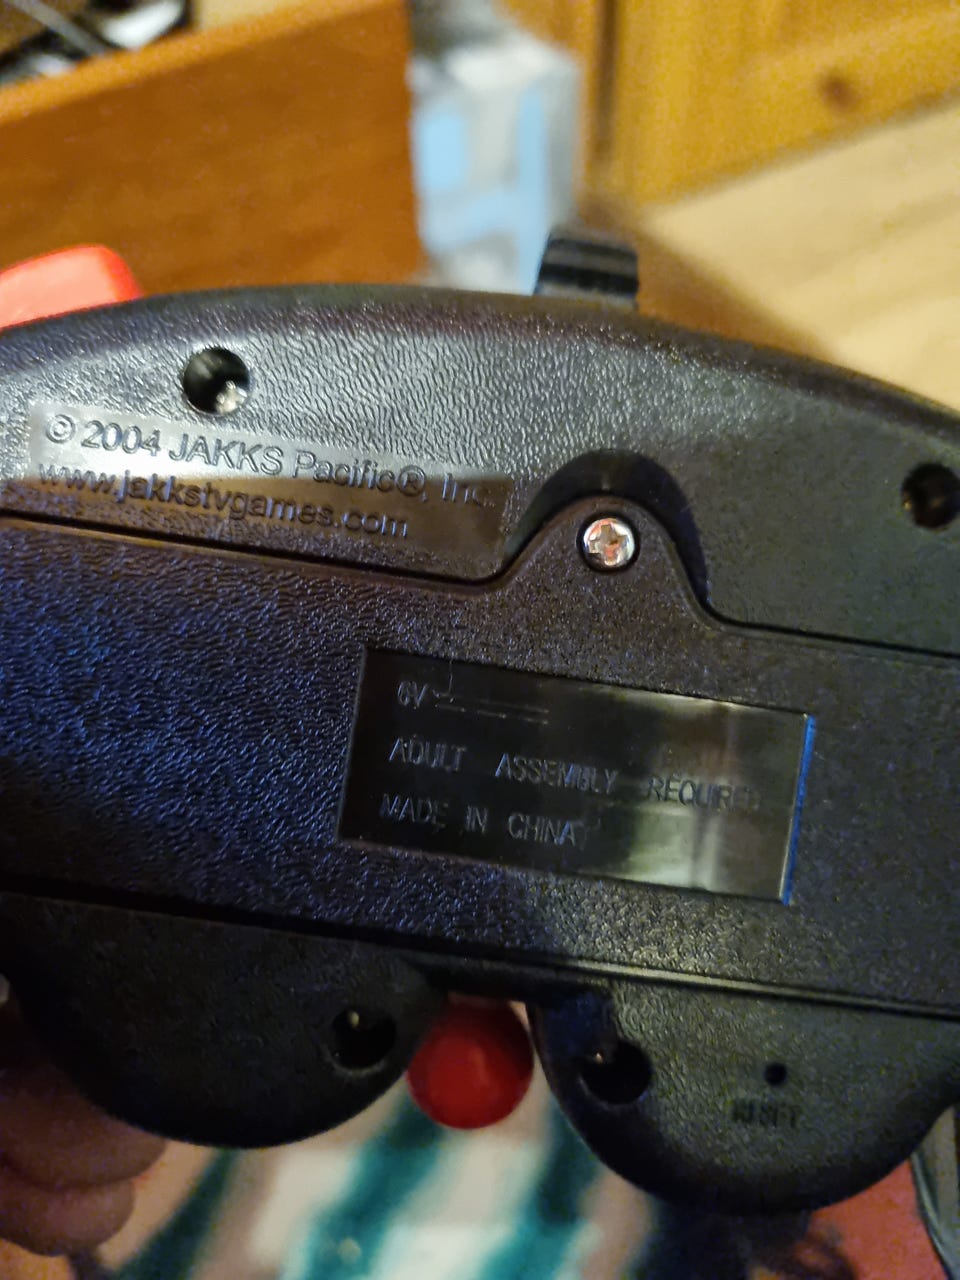 © 2004 JAKKS Pacific®, Inc.
www.jakkstvgames.com
6V
ADULT ASSEMBLY REQUIRED
MADE IN CHINA
RESET